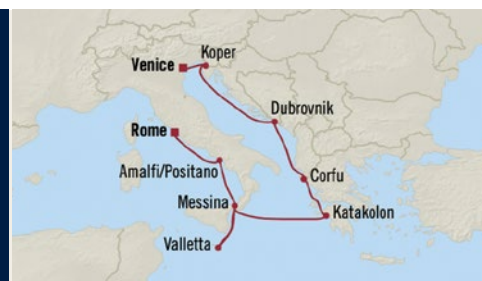 Koper
Venice
Dubrovnik
Rome
Amalfi/Positano
Corfu
Messina
Katakolon
Valletta